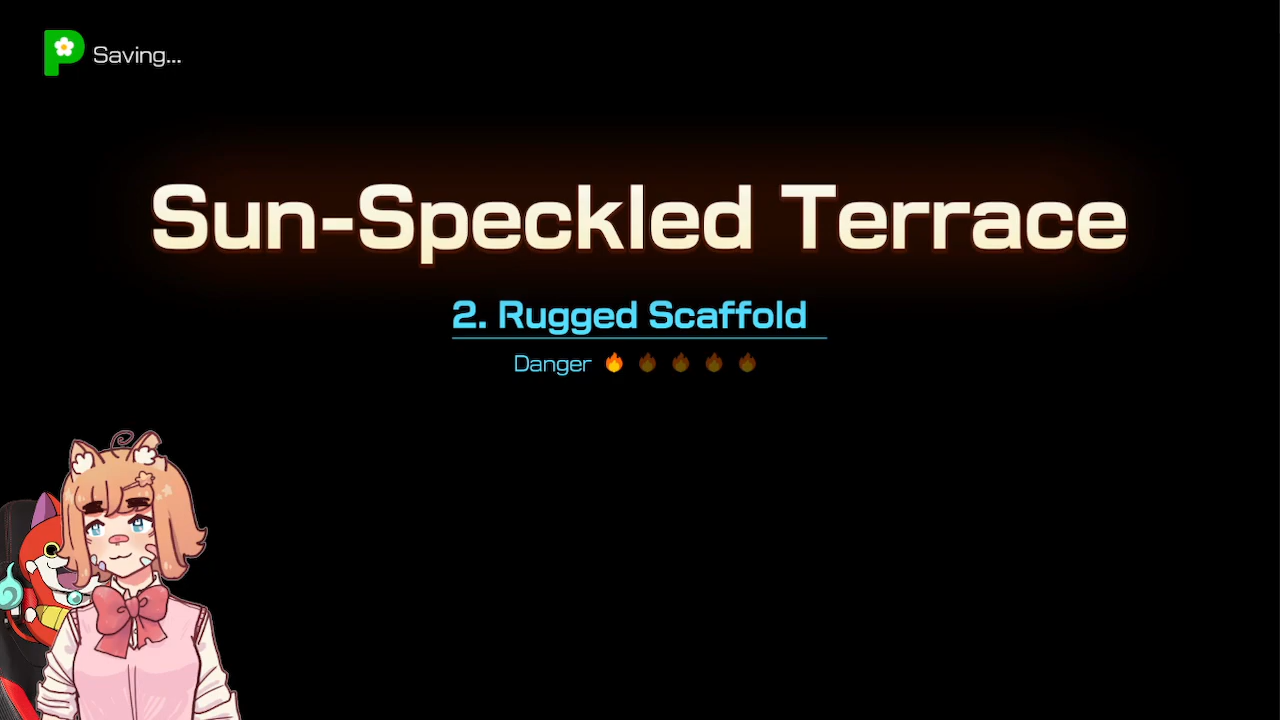 P Saving...
Sun-Speckled Terrace
2. Rugged Scaffold
Danger